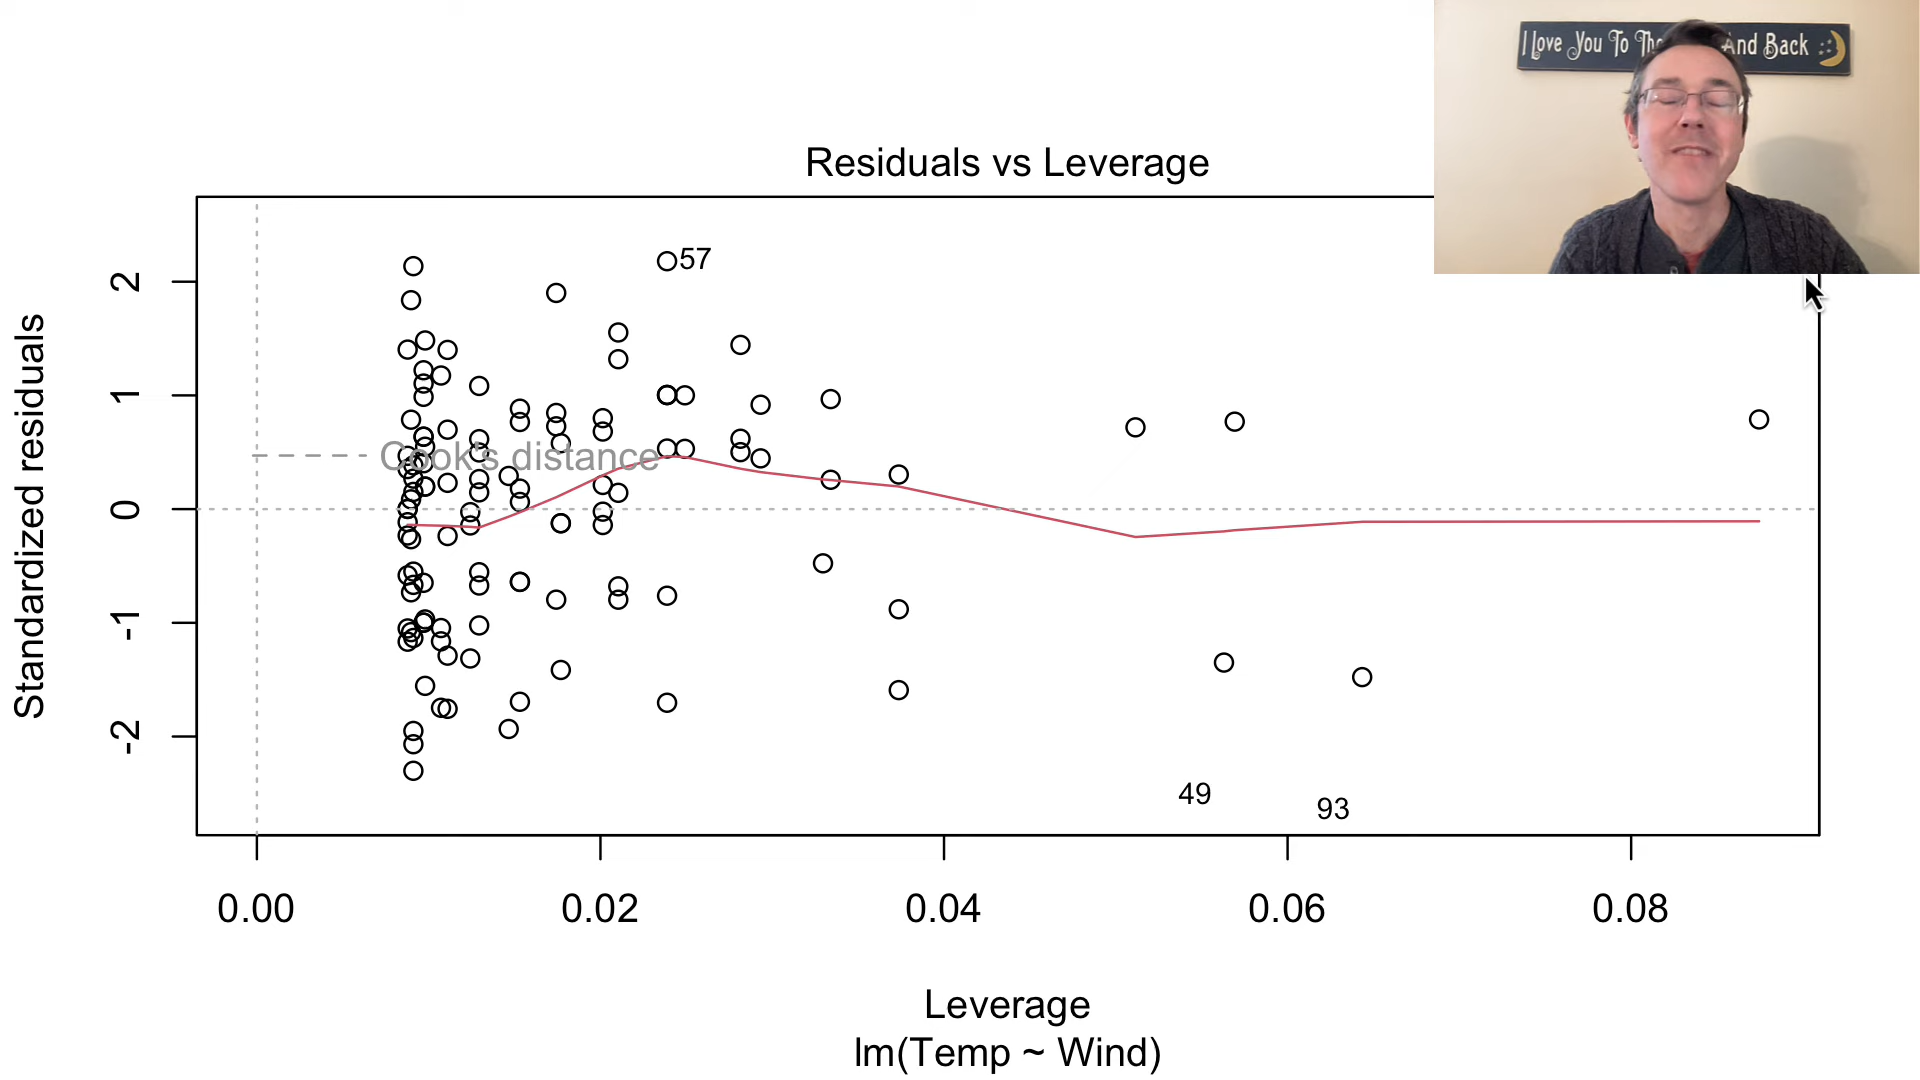 I Love You To The And Back
Residuals vs Leverage
57
2
1
0
-1
-2
Standardized residuals
Cook's distance
49
93
0.00 0.02 0.04 0.06 0.08
Leverage
lm(Temp ~ Wind)